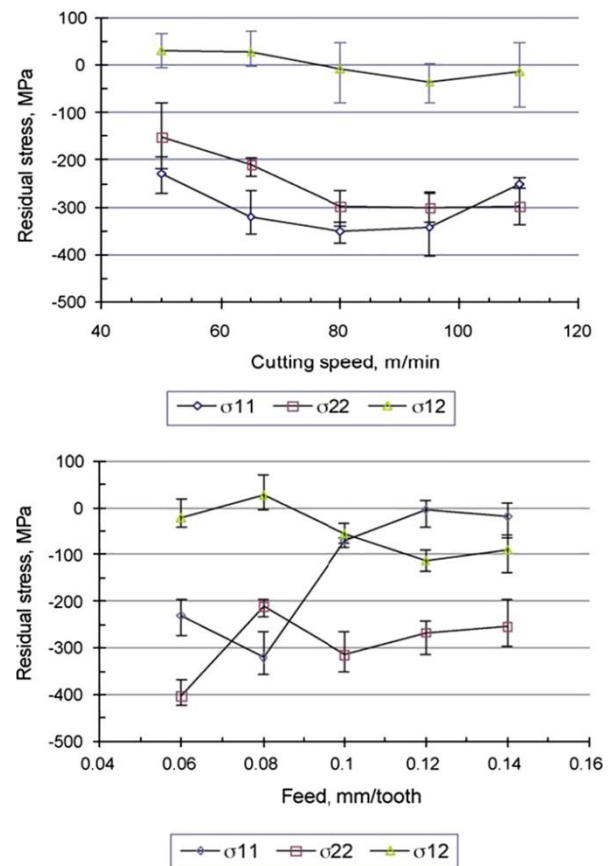 Residual stress, MPa
100
0
-100
-200
-300
-400
-500
40 60 80 100 120
Cutting speed, m/min
σ11 σ22 σ12
Residual stress, MPa
100
0
-100
-200
-300
-400
-500
0.04 0.06 0.08 0.1 0.12 0.14 0.16
Feed, mm/tooth
σ11 σ22 σ12